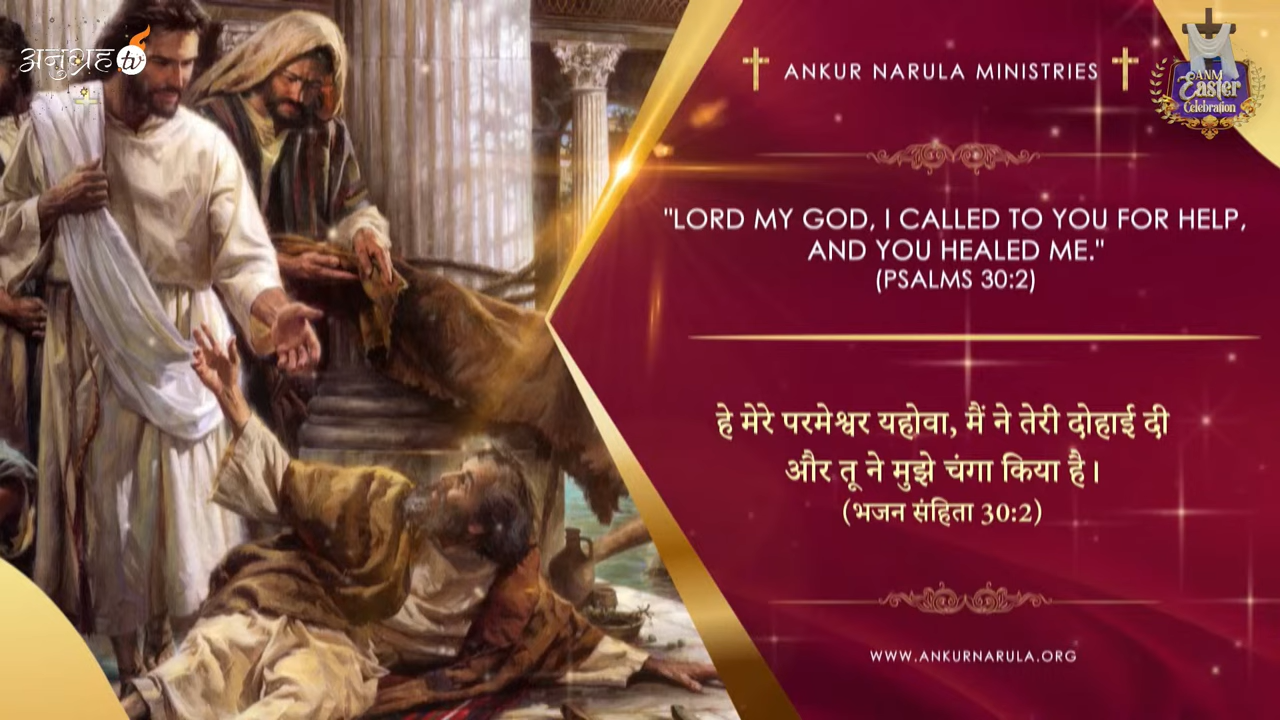 अनुग्रह tv
ANKUR NARULA MINISTRIES
ANM
Easter
Celebration
"LORD MY GOD, I CALLED TO YOU FOR HELP,
AND YOU HEALED ME."
(PSALMS 30:2)
हे मेरे परमेश्वर यहोवा, मैं ने तेरी दोहाई दी
और तू ने मुझे चंगा किया है।
(भजन संहिता 30:2)
WWW.ANKURNARULA.ORG